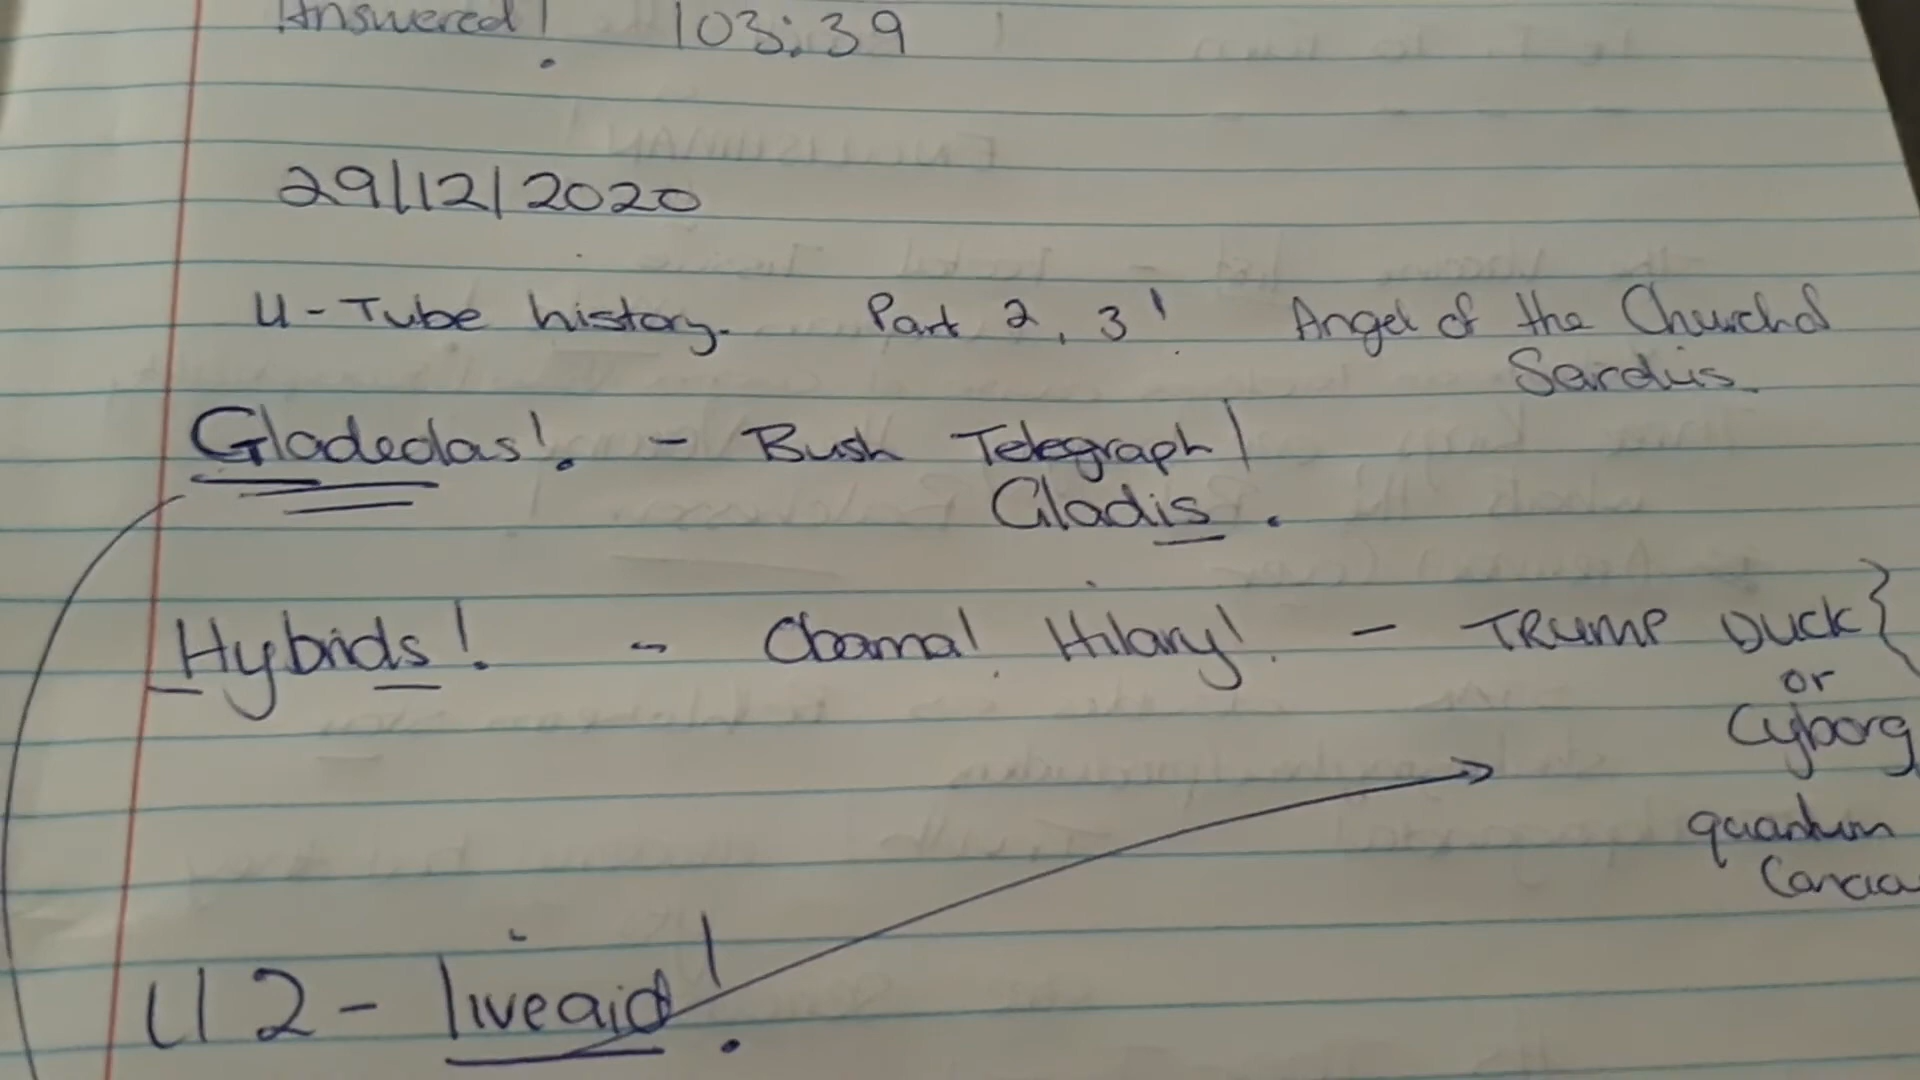 Answered! 103:39
29/12/2020
U-Tube history. Part 2, 3! Angel of the Church of
Sardis.
Gladedas! - Bush Telegraph!
Gladis.
Hybrids! - Obama! Hilary! - TRUMP DUCK}
or
Cyborg
quantum
U2 - liveaid!